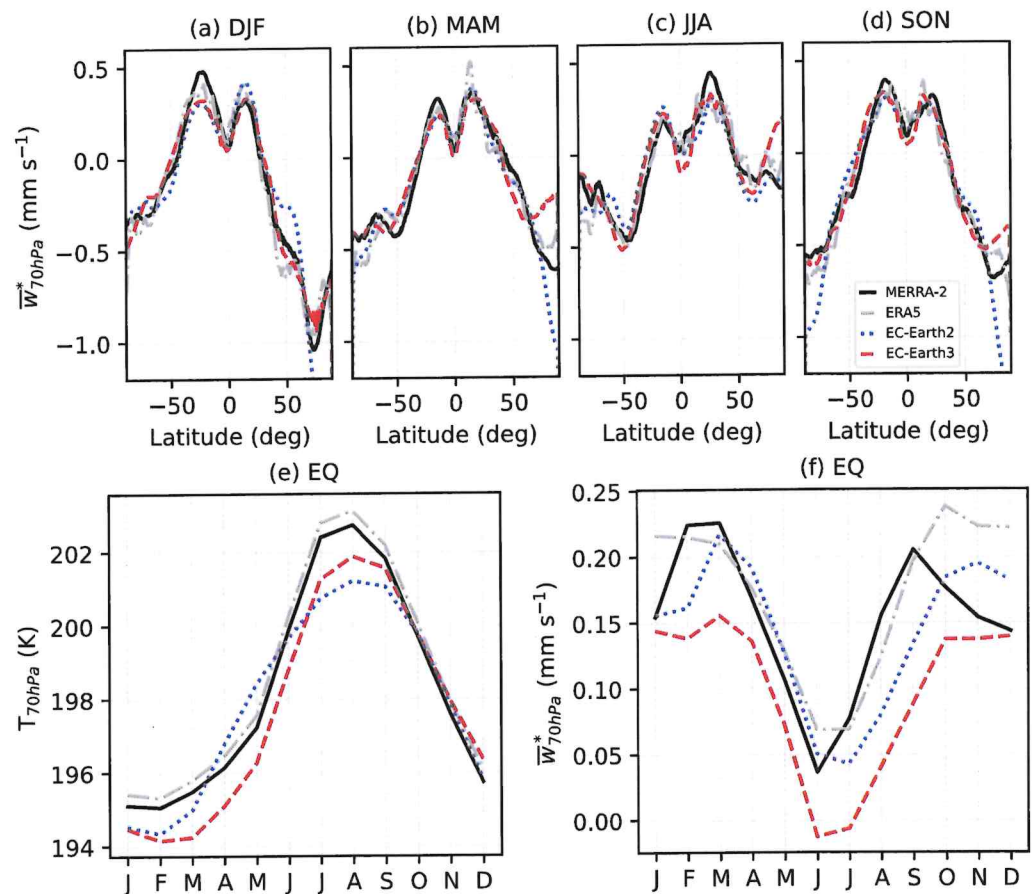 (a) DJF (b) MAM (c) JJA (d) SON
0.5
0.0
−0.5
−1.0
w̅*70hPa (mm s⁻¹)
MERRA-2
ERA5
EC-Earth2
EC-Earth3
−50 0 50 −50 0 50 −50 0 50 −50 0 50
Latitude (deg) Latitude (deg) Latitude (deg) Latitude (deg)
(e) EQ (f) EQ
202
200
198
196
194
T70hPa (K)
J F M A M J J A S O N D
0.25
0.20
0.15
0.10
0.05
0.00
w̅*70hPa (mm s⁻¹)
J F M A M J J A S O N D